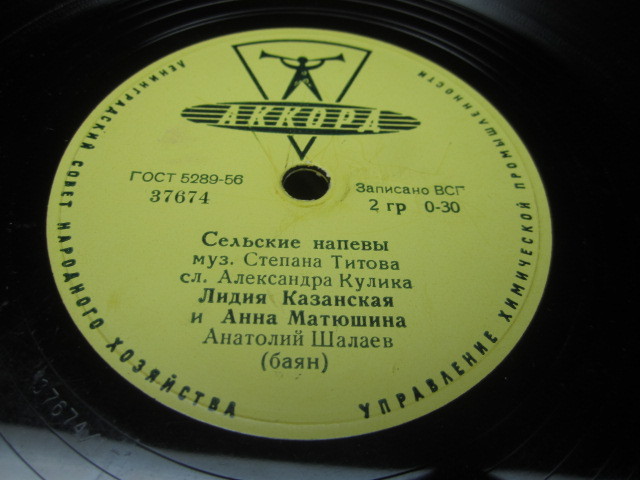 ЛЕНИНГРАДСКИЙ СОВЕТ НАРОДНОГО ХОЗЯЙСТВА
УПРАВЛЕНИЕ ХИМИЧЕСКОЙ ПРОМЫШЛЕННОСТИ
АККОРД
ГОСТ 5289-56
37674
Записано ВСГ
2 гр 0-30
Сельские напевы
муз. Степана Титова
сл. Александра Кулика
Лидия Казанская
и Анна Матюшина
Анатолий Шалаев
(баян)
37674/